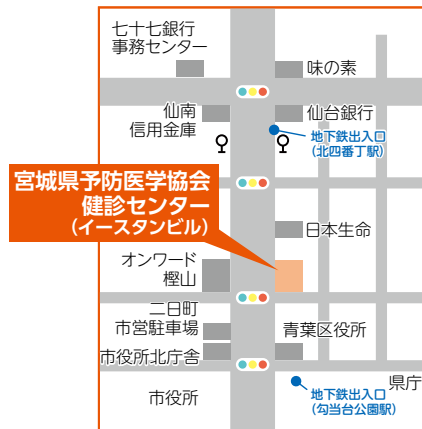 七十七銀行
事務センター
味の素
仙南
信用金庫
仙台銀行
地下鉄出入口
(北四番丁駅)
宮城県予防医学協会
健診センター
(イースタンビル)
日本生命
オンワード
樫山
二日町
市営駐車場
青葉区役所
市役所北庁舎
県庁
市役所
地下鉄出入口
(勾当台公園駅)